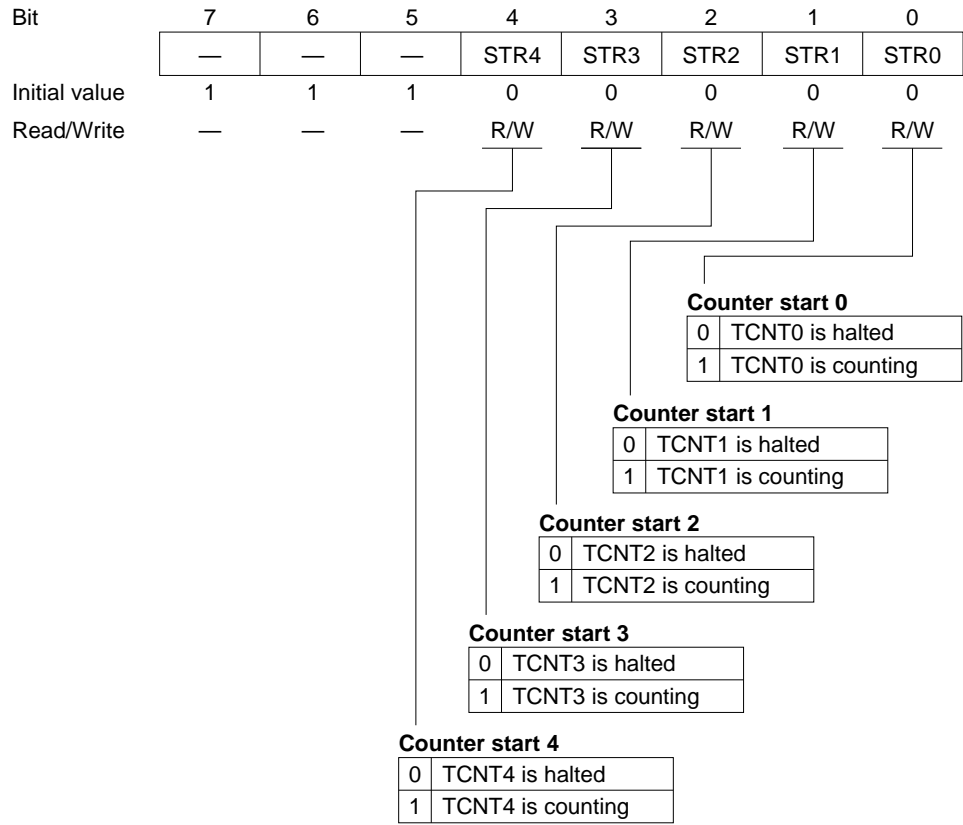 Bit 7 6 5 4 3 2 1 0
— — — STR4 STR3 STR2 STR1 STR0
Initial value 1 1 1 0 0 0 0 0
Read/Write — — — R/W R/W R/W R/W R/W
Counter start 0
0 TCNT0 is halted
1 TCNT0 is counting
Counter start 1
0 TCNT1 is halted
1 TCNT1 is counting
Counter start 2
0 TCNT2 is halted
1 TCNT2 is counting
Counter start 3
0 TCNT3 is halted
1 TCNT3 is counting
Counter start 4
0 TCNT4 is halted
1 TCNT4 is counting